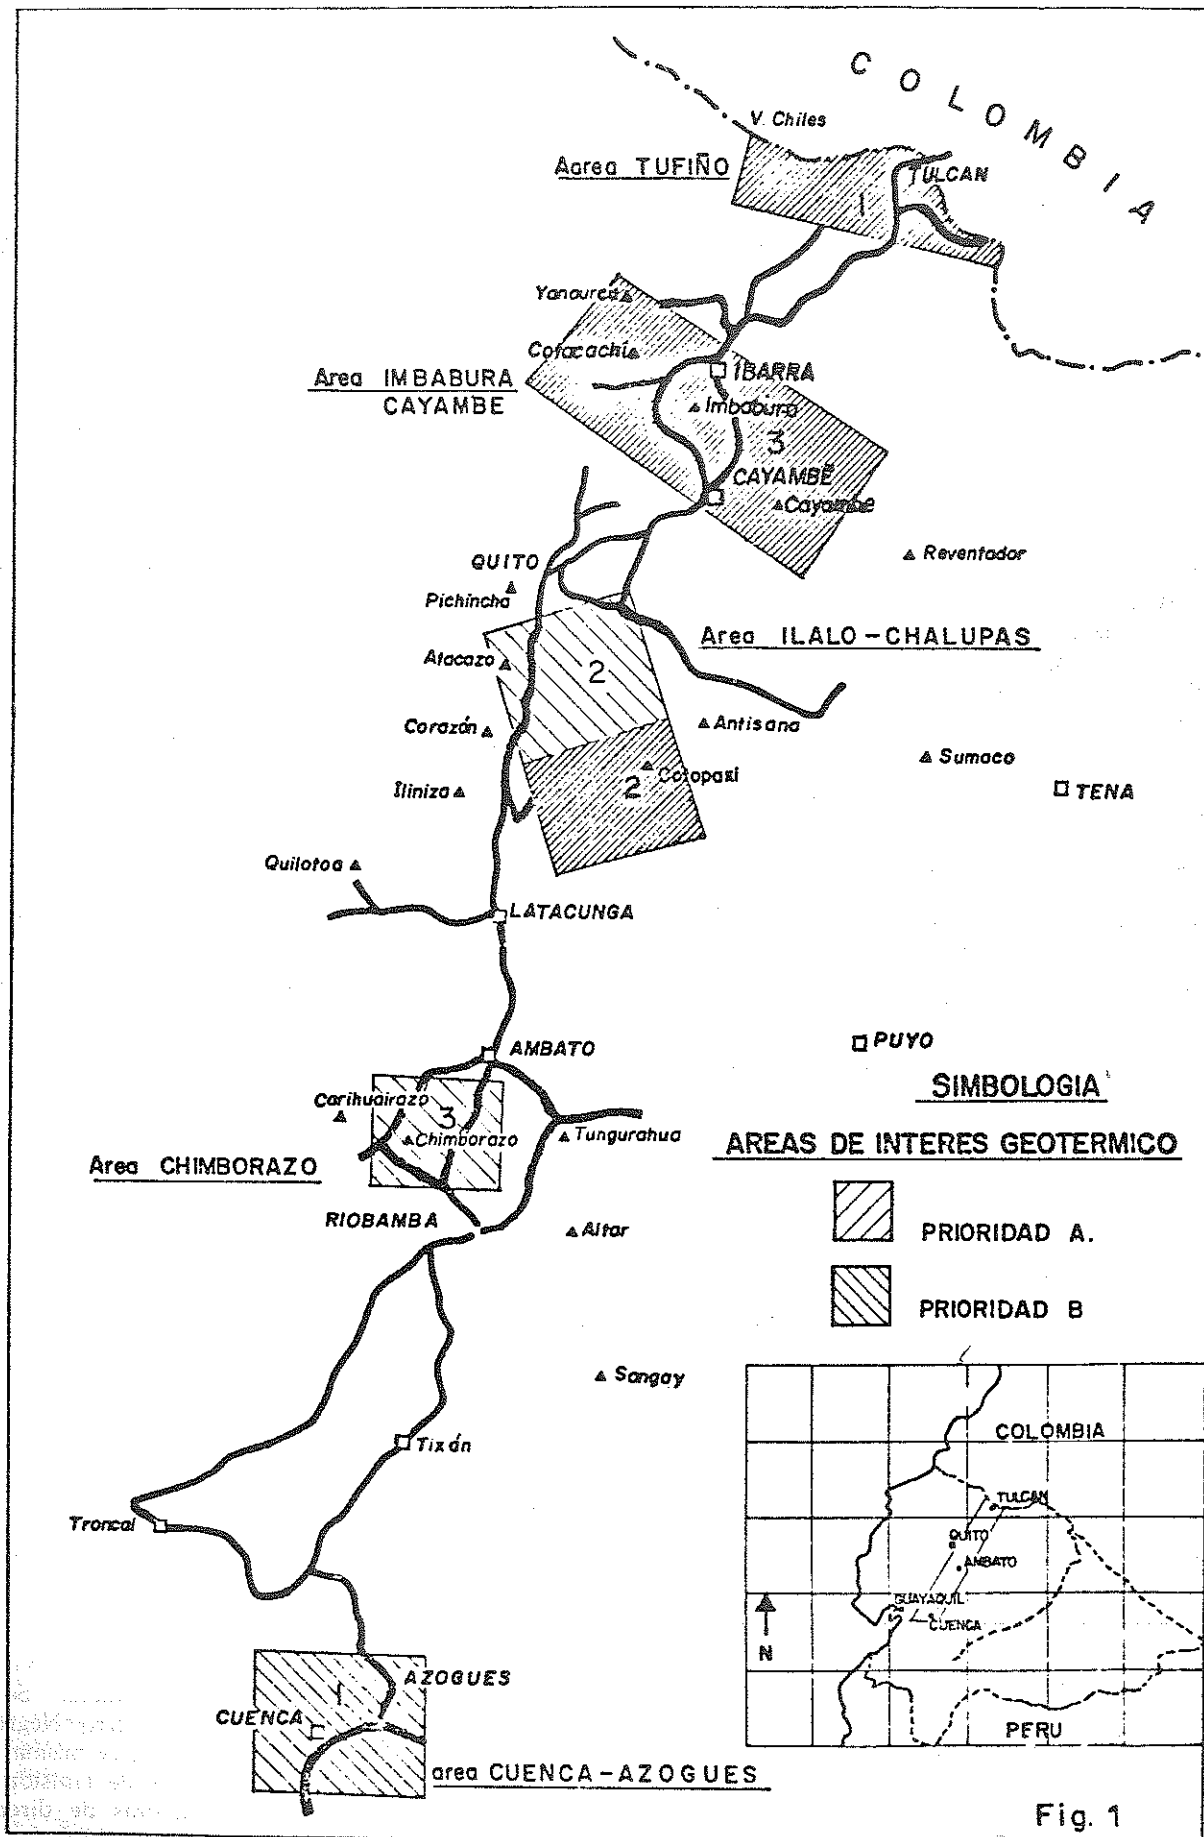 COLOMBIA
V. Chiles
Aarea TUFIÑO
TULCAN
1
Yanaurcu
Cotacachi
IBARRA
Area IMBABURA
CAYAMBE
Imbabura
3
CAYAMBE
Cayambe
Reventador
QUITO
Pichincha
Area ILALO-CHALUPAS
Atacazo
2
Antisana
Corazón
Sumaco
Cotopaxi
2
Iliniza
TENA
Quilotoa
LATACUNGA
PUYO
AMBATO
SIMBOLOGIA
Carihuairazo
3
Chimborazo
Tungurahua
AREAS DE INTERES GEOTERMICO
Area CHIMBORAZO
RIOBAMBA
Altar
PRIORIDAD A.
PRIORIDAD B
Sangay
Tixán
Troncal
COLOMBIA
TULCAN
QUITO
AMBATO
GUAYAQUIL
CUENCA
N
PERU
AZOGUES
1
CUENCA
area CUENCA-AZOGUES
Fig. 1